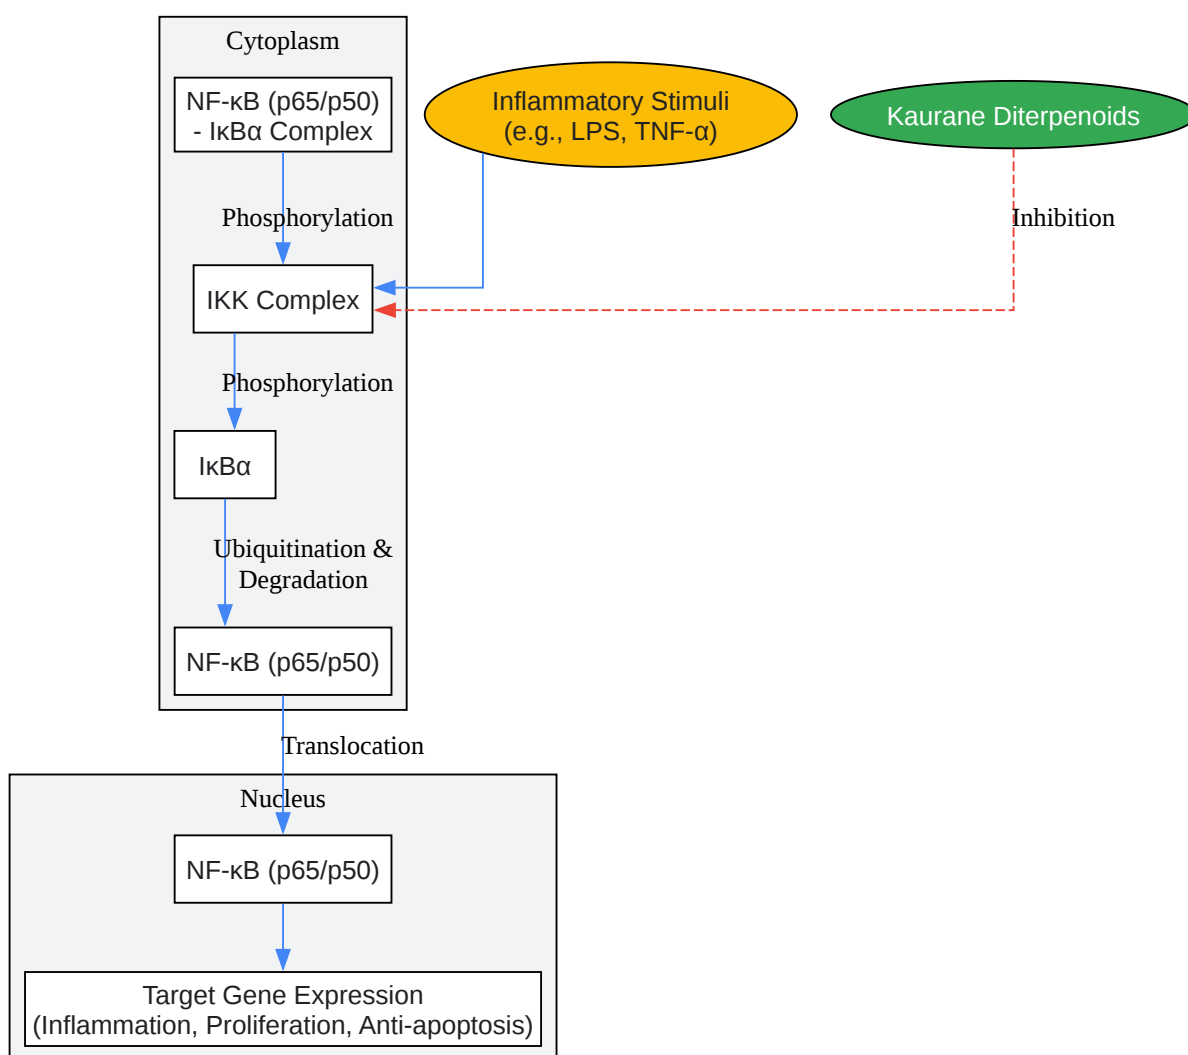 Cytoplasm
NF-κB (p65/p50)
- IκBα Complex
Inflammatory Stimuli
(e.g., LPS, TNF-α)
Kaurane Diterpenoids
Phosphorylation
Inhibition
IKK Complex
Phosphorylation
IκBα
Ubiquitination &
Degradation
NF-κB (p65/p50)
Translocation
Nucleus
NF-κB (p65/p50)
Target Gene Expression
(Inflammation, Proliferation, Anti-apoptosis)